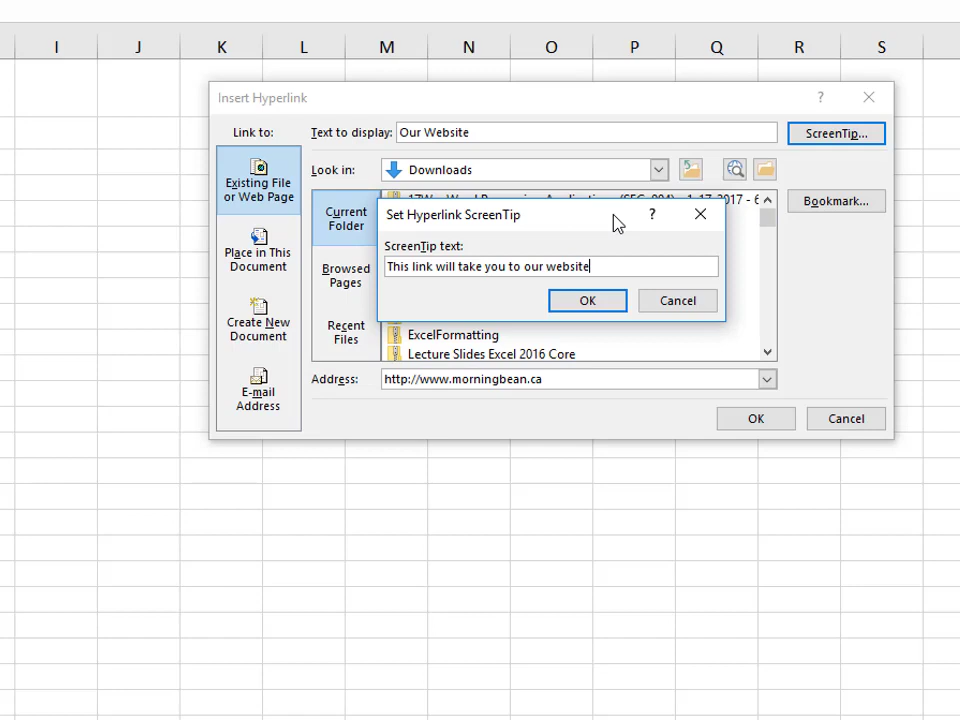 I J K L M N O P Q R S
Insert Hyperlink ?
Link to: Text to display: Our Website ScreenTip...
Existing File
or Web Page
Look in: Downloads
Current
Folder
Bookmark...
Set Hyperlink ScreenTip ?
ScreenTip text:
This link will take you to our website
OK Cancel
Place in This
Document
Browsed
Pages
Create New
Document
Recent
Files
ExcelFormatting
Lecture Slides Excel 2016 Core
E-mail
Address
Address: http://www.morningbean.ca
OK Cancel